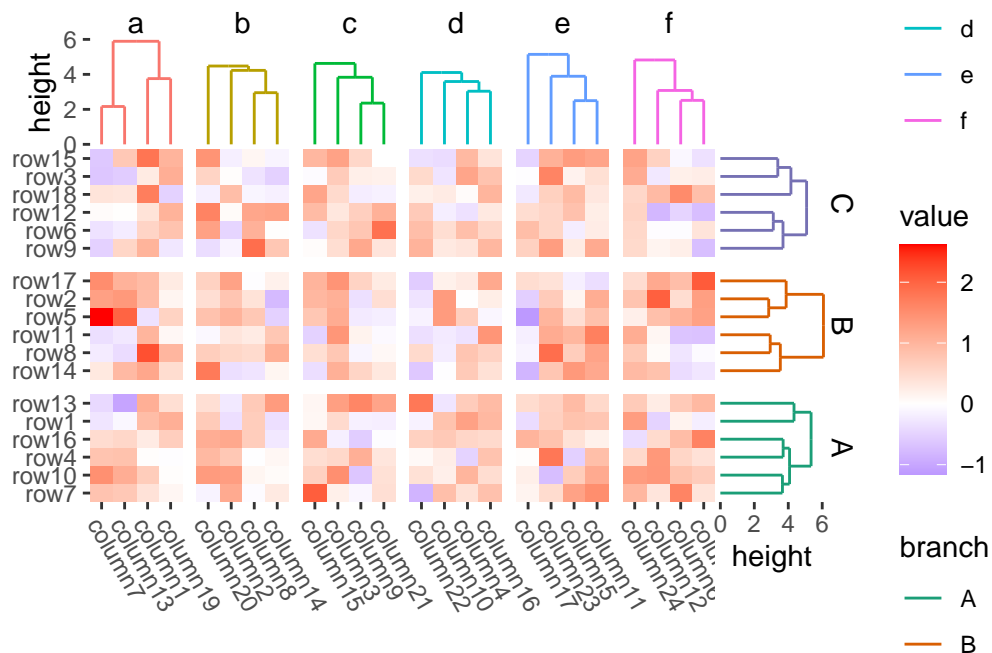 a b c d e f
height
6
4
2
0
row15
row3
row18
row12
row6
row9
row17
row2
row5
row11
row8
row14
row13
row1
row16
row4
row10
row7
C
B
A
column7
column13
column1
column19
column20
column2
column8
column14
column15
column3
column9
column21
column22
column10
column4
column16
column17
column23
column5
column11
column24
column12
0 2 4 6
height
d
e
f
value
2
1
0
−1
branch
A
B